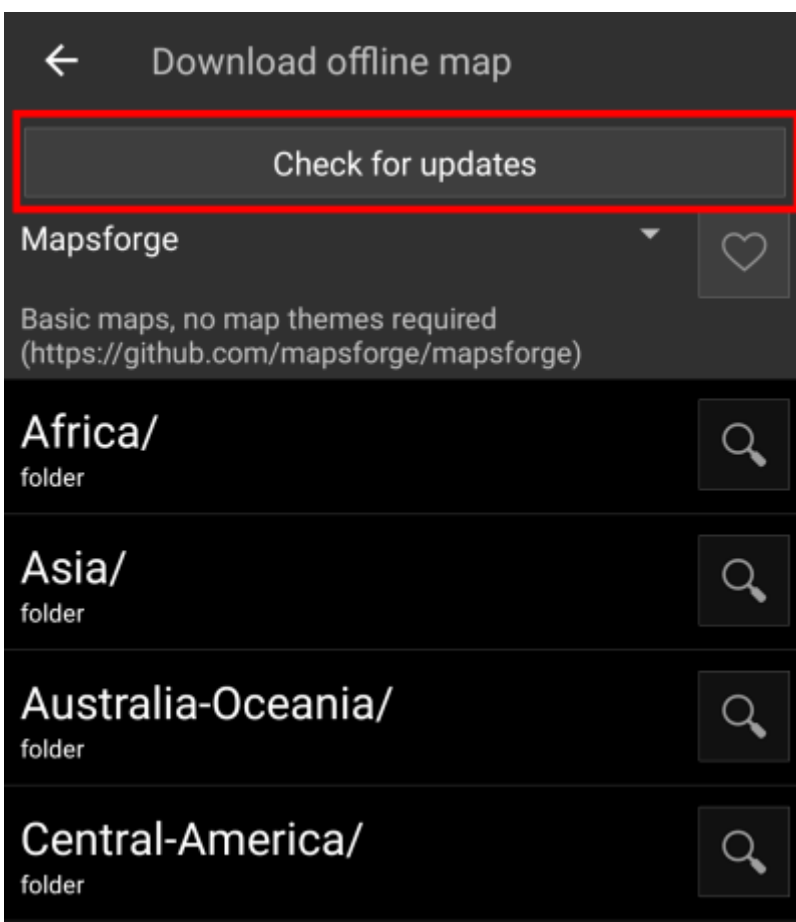 Download offline map
Check for updates
Mapsforge
Basic maps, no map themes required
(https://github.com/mapsforge/mapsforge)
Africa/
folder
Asia/
folder
Australia-Oceania/
folder
Central-America/
folder